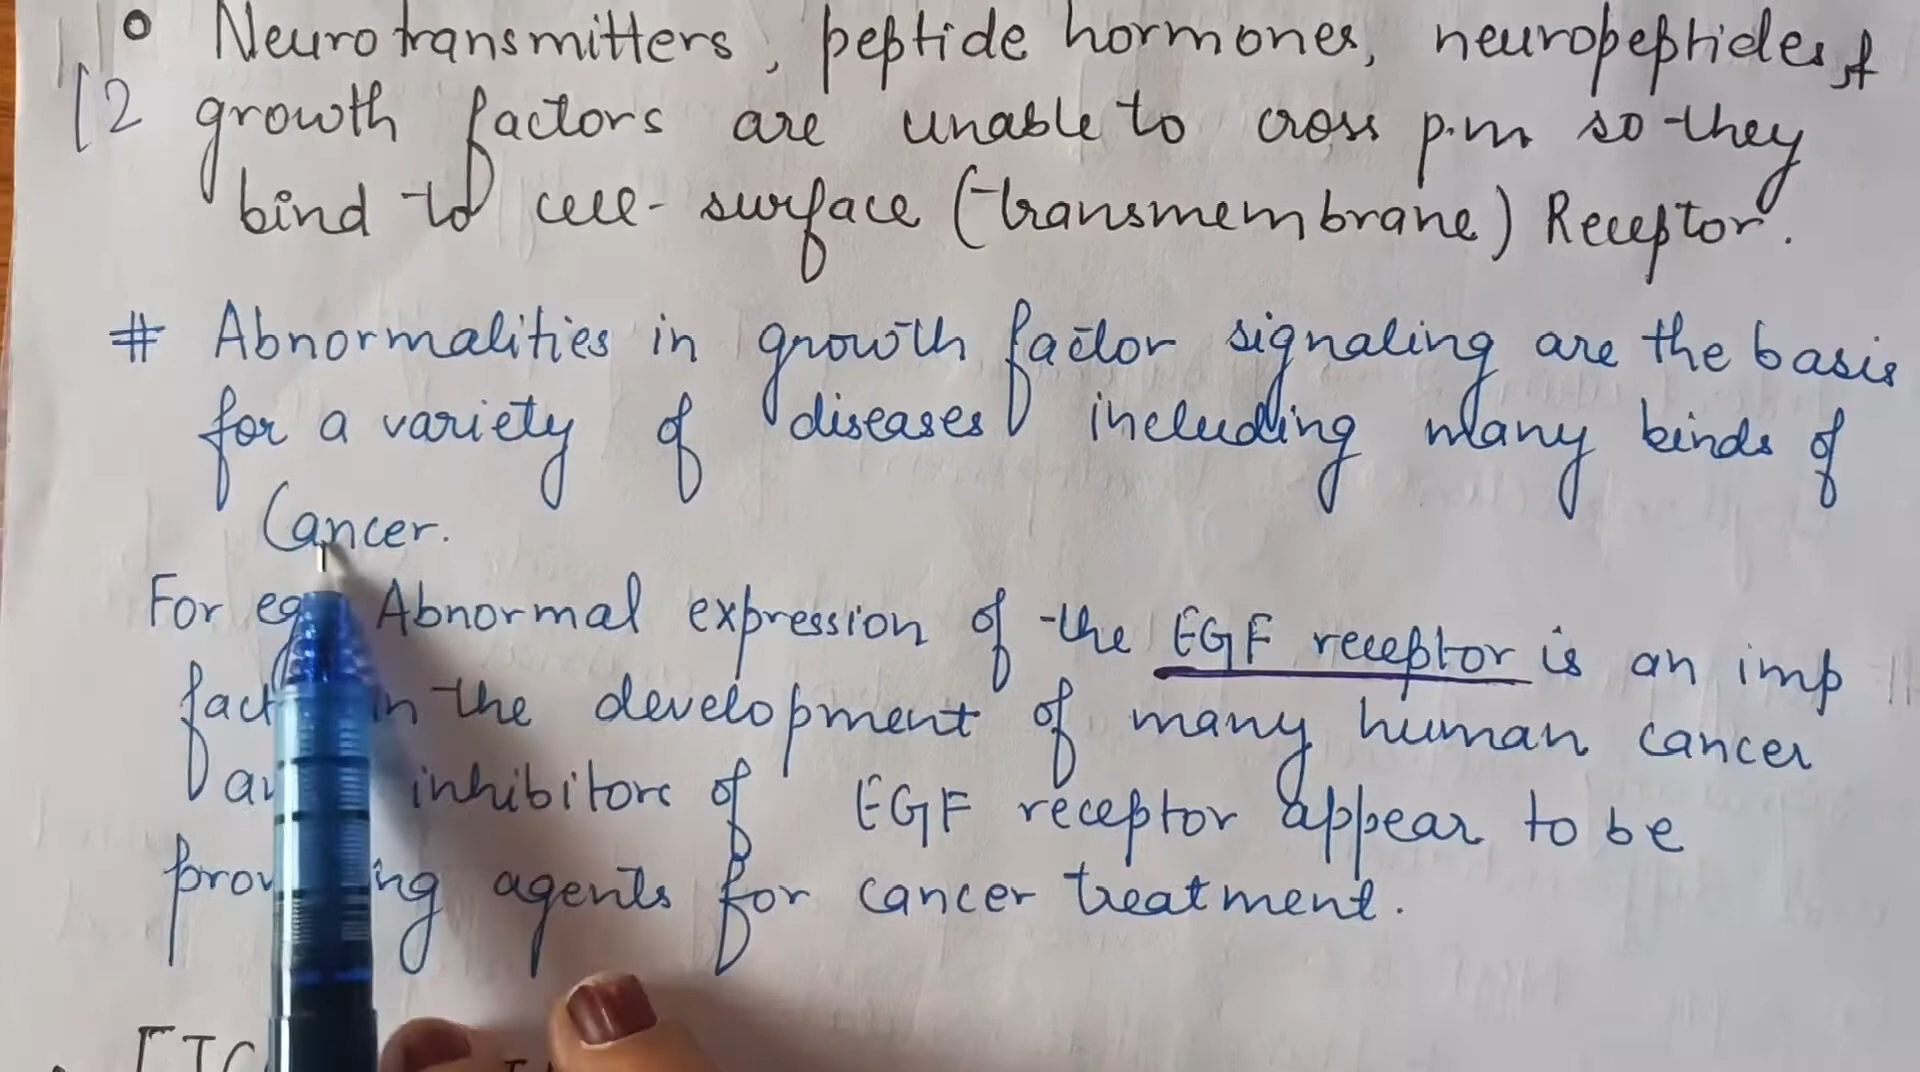 Neurotransmitters, peptide hormones, neuropeptides, &
[2 growth factors are unable to cross p.m so they
bind to cell-surface (transmembrane) Receptor.
# Abnormalities in growth factor signaling are the basis
for a variety of diseases including many kinds of
Cancer.
For eg Abnormal expression of the EGF receptor is an imp
in the development of many human cancer
inhibitors of EGF receptor appear to be
agents for cancer treatment.